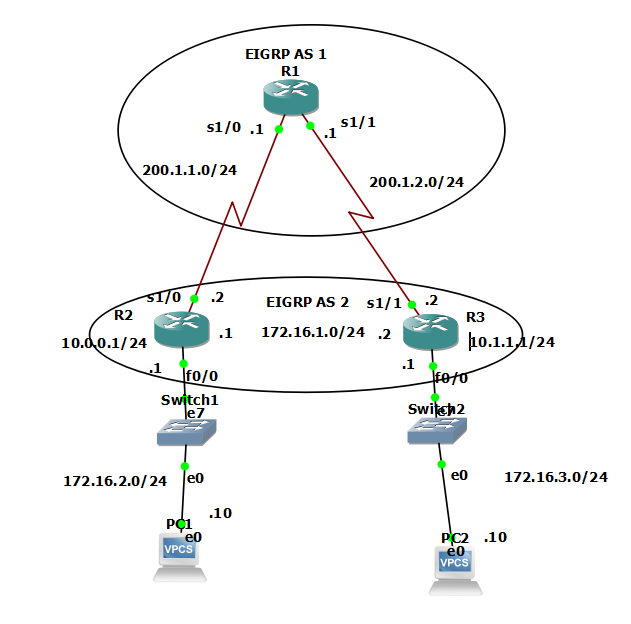 EIGRP AS 1
R1
s1/0 .1
.1 s1/1
200.1.1.0/24
200.1.2.0/24
s1/0 .2
EIGRP AS 2
s1/1 .2
R2
R3
.1
172.16.1.0/24
.2
10.0.0.1/24
10.1.1.1/24
.1
f0/0
.1
f0/0
Switch1
e7
Switch2
e7
172.16.2.0/24
e0
e0
172.16.3.0/24
.10
PC1
e0
VPCS
PC2
.10
e0
VPCS